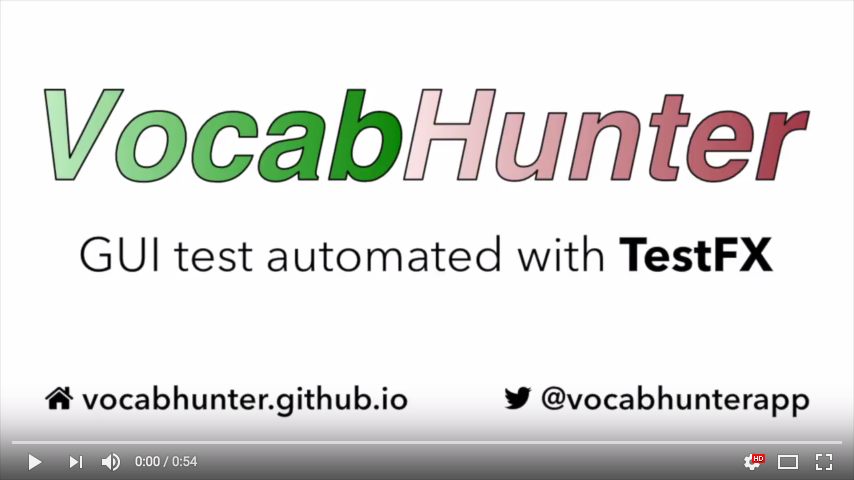 VocabHunter
GUI test automated with TestFX
vocabhunter.github.io
@vocabhunterapp
0:00 / 0:54
HD